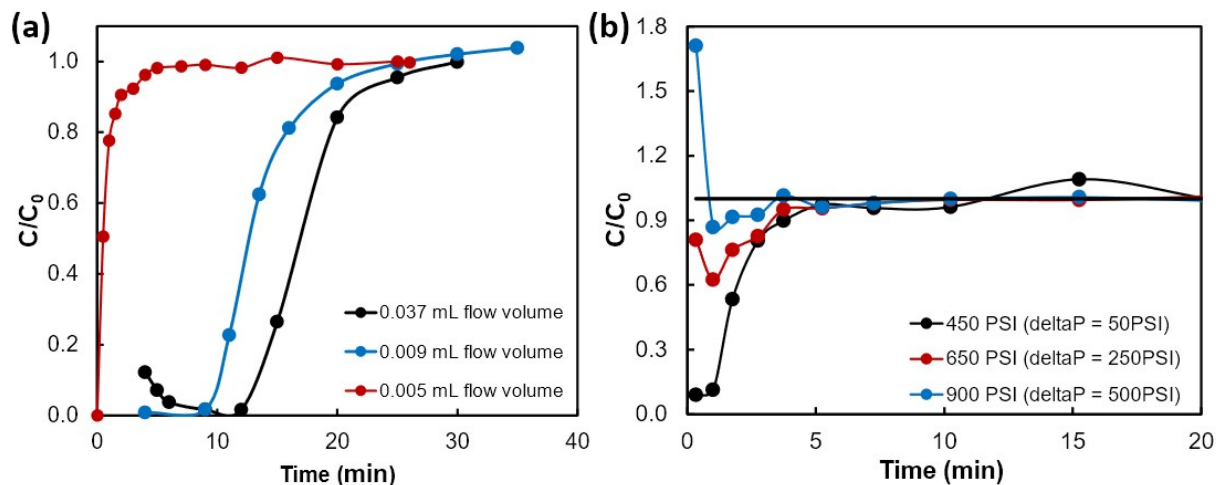 (a)
C/C0
1.0
0.8
0.6
0.4
0.2
0.0
0.037 mL flow volume
0.009 mL flow volume
0.005 mL flow volume
0 10 20 30 40
Time (min)
(b)
C/C0
1.8
1.5
1.2
0.9
0.6
0.3
0.0
450 PSI (deltaP = 50PSI)
650 PSI (deltaP = 250PSI)
900 PSI (deltaP = 500PSI)
0 5 10 15 20
Time (min)